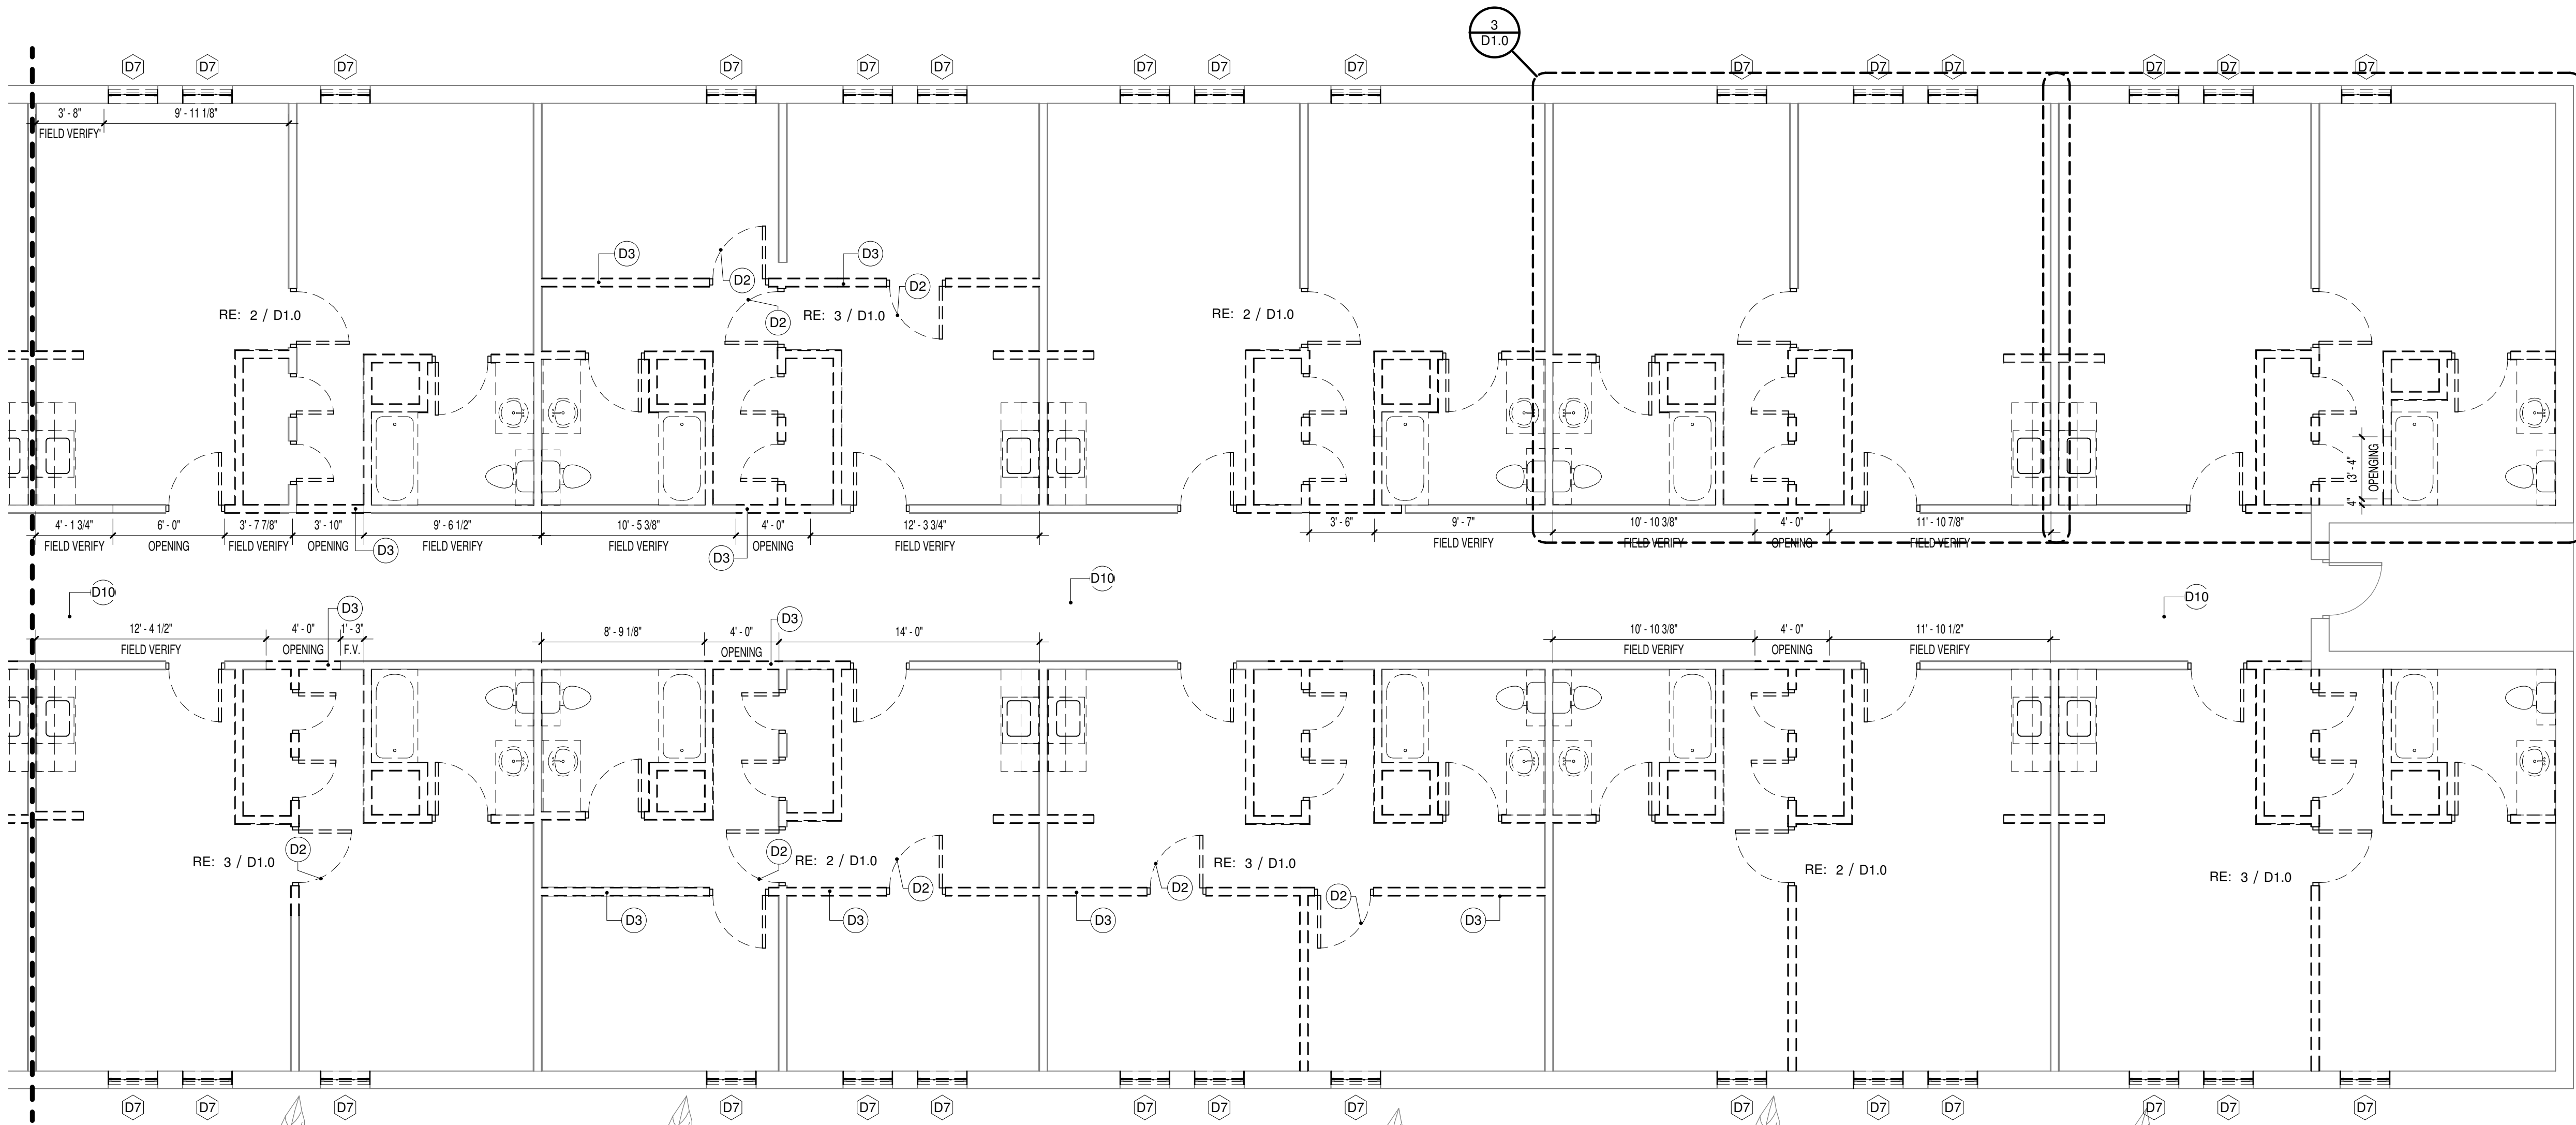 3
D1.0
D7 D7 D7 D7 D7 D7 D7 D7 D7 D7 D7 D7 D7 D7 D7
3' - 8" 9' - 11 1/8"
FIELD VERIFY'
D3 D3
D2 D2
D2
RE: 2 / D1.0 RE: 3 / D1.0 RE: 2 / D1.0
3' - 4"
OPENGING
4"
4' - 1 3/4" 6' - 0" 3' - 7 7/8" 3' - 10" 9' - 6 1/2" 10' - 5 3/8" 4' - 0" 12' - 3 3/4" 3' - 6" 9' - 7" 10' - 10 3/8" 4' - 0" 11' - 10 7/8"
FIELD VERIFY OPENING FIELD VERIFY OPENING FIELD VERIFY FIELD VERIFY OPENING FIELD VERIFY FIELD VERIFY FIELD VERIFY OPENING FIELD VERIFY
D3 D3
D10 D10 D10
D3 D3
12' - 4 1/2" 4' - 0" 1' - 3" 8' - 9 1/8" 4' - 0" 14' - 0" 10' - 10 3/8" 4' - 0" 11' - 10 1/2"
FIELD VERIFY OPENING F.V. OPENING FIELD VERIFY OPENING FIELD VERIFY
D2 D2
RE: 3 / D1.0 RE: 2 / D1.0 RE: 3 / D1.0 RE: 2 / D1.0 RE: 3 / D1.0
D2 D2 D2
D3 D3 D3 D3
D7 D7 D7 D7 D7 D7 D7 D7 D7 D7 D7 D7 D7 D7 D7